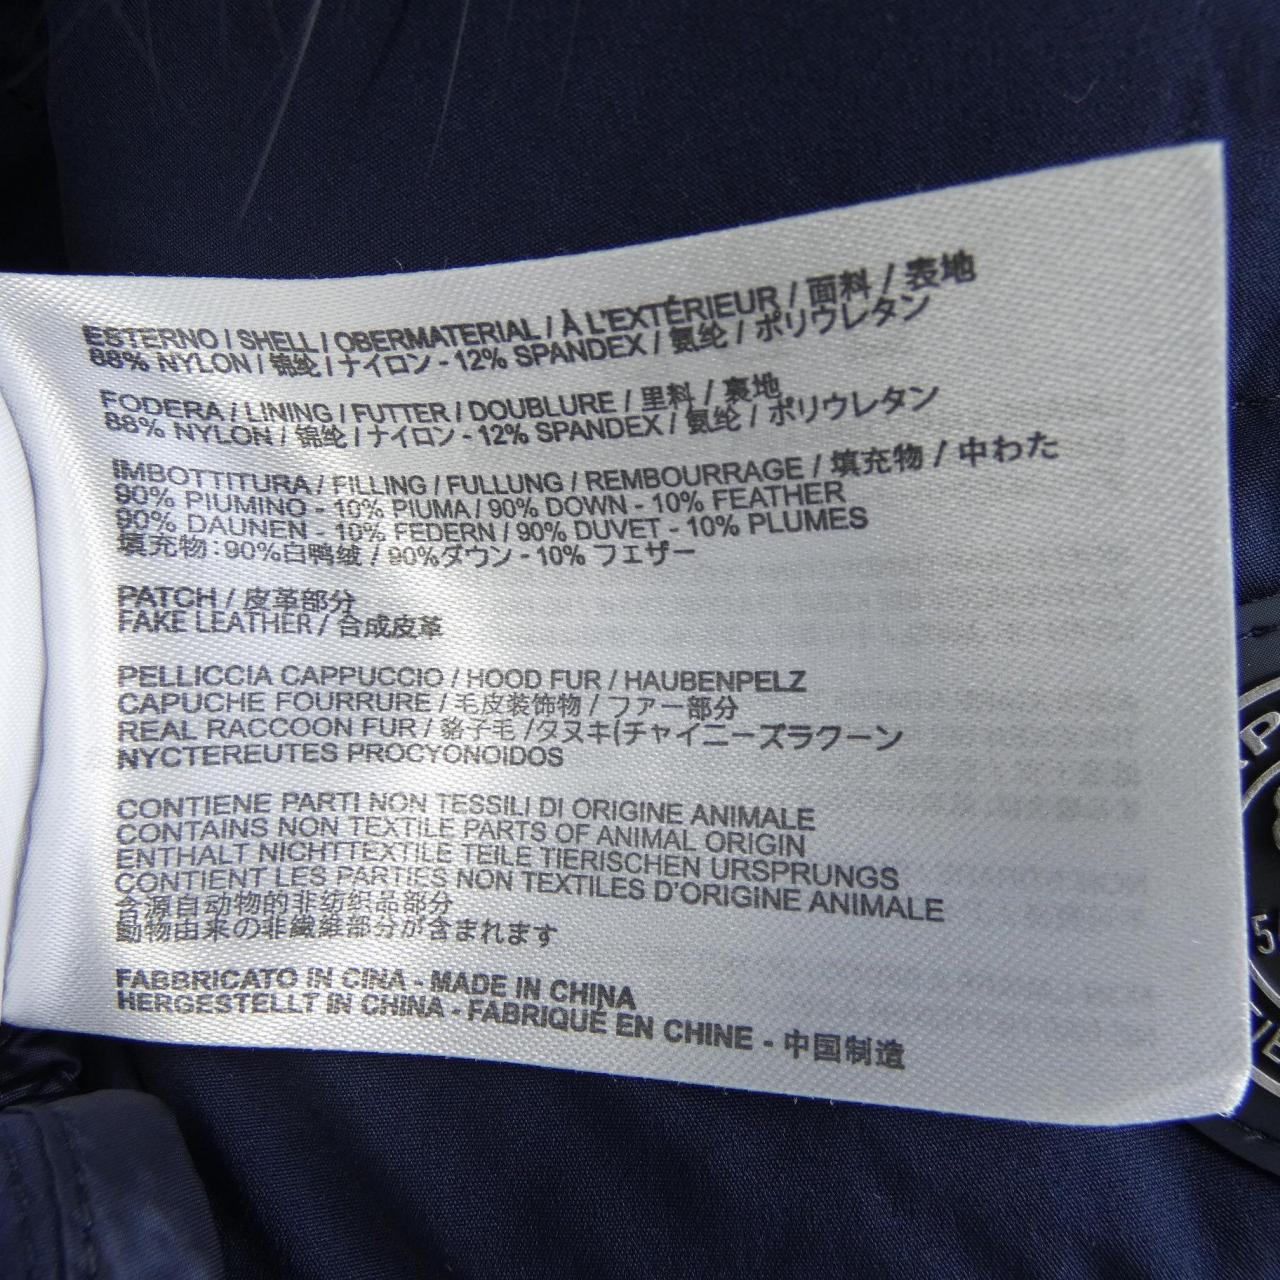 ESTERNO / SHELL / OBERMATERIAL / À L'EXTÉRIEUR / 面料 / 表地
88% NYLON / 锦纶 / ナイロン - 12% SPANDEX / 氨纶 / ポリウレタン
FODERA / LINING / FUTTER / DOUBLURE / 里料 / 裏地
88% NYLON / 锦纶 / ナイロン - 12% SPANDEX / 氨纶 / ポリウレタン
IMBOTTITURA / FILLING / FULLUNG / REMBOURRAGE / 填充物 / 中わた
90% PIUMINO - 10% PIUMA / 90% DOWN - 10% FEATHER
90% DAUNEN - 10% FEDERN / 90% DUVET - 10% PLUMES
填充物:90%白鸭绒 / 90%ダウン - 10% フェザー
PATCH / 皮革部分
FAKE LEATHER / 合成皮革
PELLICCIA CAPPUCCIO / HOOD FUR / HAUBENPELZ
CAPUCHE FOURRURE / 毛皮装饰物 / ファー部分
REAL RACCOON FUR / 貉子毛 /タヌキ(チャイニーズラクーン
NYCTEREUTES PROCYONOIDOS
CONTIENE PARTI NON TESSILI DI ORIGINE ANIMALE
CONTAINS NON TEXTILE PARTS OF ANIMAL ORIGIN
ENTHALT NICHTTEXTILE TEILE TIERISCHEN URSPRUNGS
CONTIENT LES PARTIES NON TEXTILES D'ORIGINE ANIMALE
含源自动物的非纺织品部分
動物由来の非繊維部分が含まれます
FABBRICATO IN CINA - MADE IN CHINA
HERGESTELLT IN CHINA - FABRIQUE EN CHINE - 中国制造